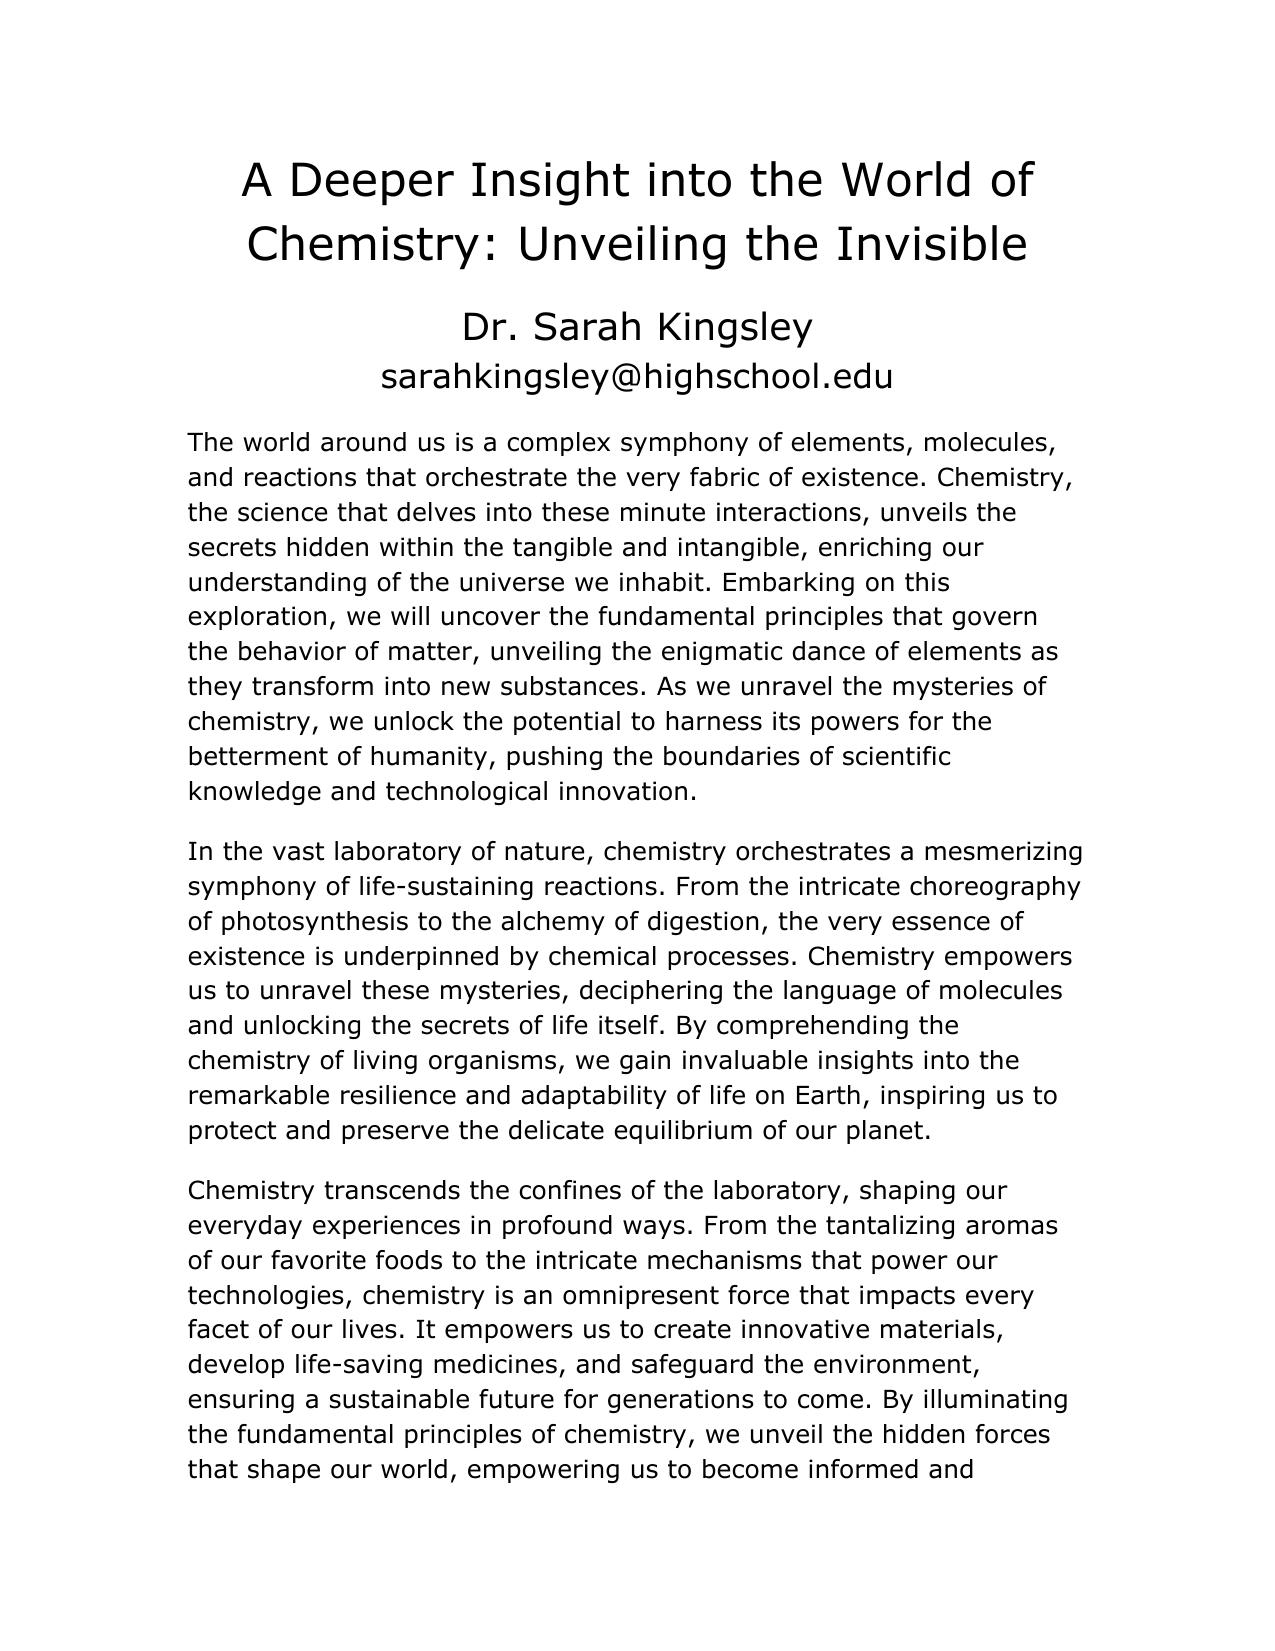 A Deeper Insight into the World of
Chemistry: Unveiling the Invisible
Dr. Sarah Kingsley
sarahkingsley@highschool.edu
The world around us is a complex symphony of elements, molecules,
and reactions that orchestrate the very fabric of existence. Chemistry,
the science that delves into these minute interactions, unveils the
secrets hidden within the tangible and intangible, enriching our
understanding of the universe we inhabit. Embarking on this
exploration, we will uncover the fundamental principles that govern
the behavior of matter, unveiling the enigmatic dance of elements as
they transform into new substances. As we unravel the mysteries of
chemistry, we unlock the potential to harness its powers for the
betterment of humanity, pushing the boundaries of scientific
knowledge and technological innovation.
In the vast laboratory of nature, chemistry orchestrates a mesmerizing
symphony of life-sustaining reactions. From the intricate choreography
of photosynthesis to the alchemy of digestion, the very essence of
existence is underpinned by chemical processes. Chemistry empowers
us to unravel these mysteries, deciphering the language of molecules
and unlocking the secrets of life itself. By comprehending the
chemistry of living organisms, we gain invaluable insights into the
remarkable resilience and adaptability of life on Earth, inspiring us to
protect and preserve the delicate equilibrium of our planet.
Chemistry transcends the confines of the laboratory, shaping our
everyday experiences in profound ways. From the tantalizing aromas
of our favorite foods to the intricate mechanisms that power our
technologies, chemistry is an omnipresent force that impacts every
facet of our lives. It empowers us to create innovative materials,
develop life-saving medicines, and safeguard the environment,
ensuring a sustainable future for generations to come. By illuminating
the fundamental principles of chemistry, we unveil the hidden forces
that shape our world, empowering us to become informed and